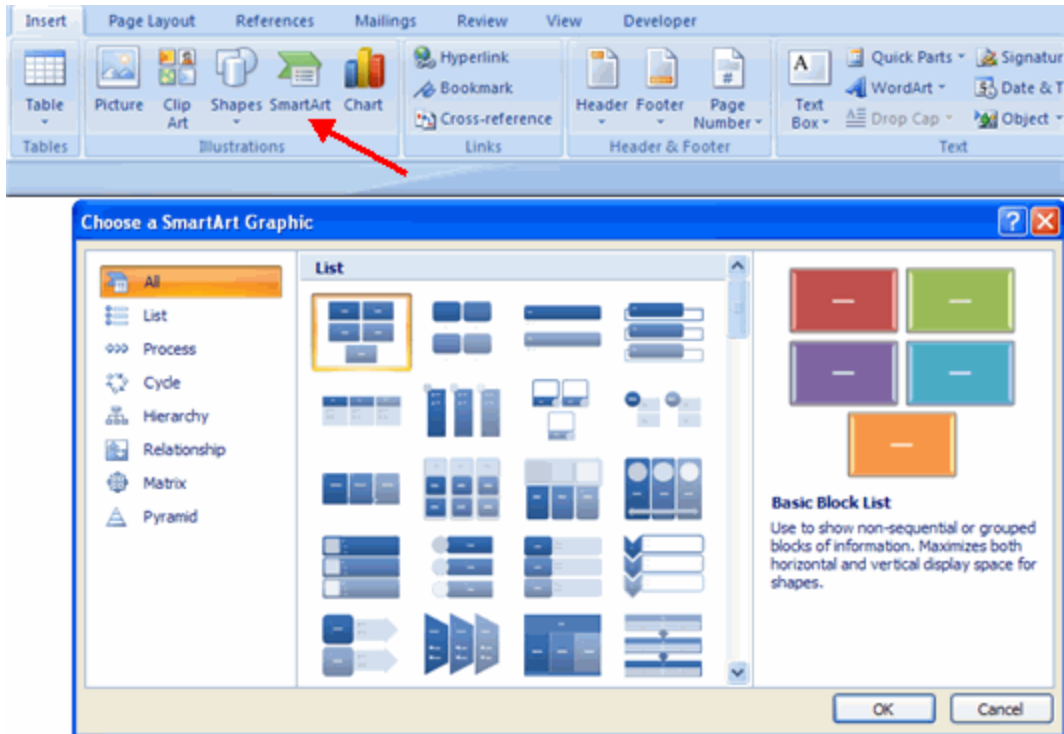 Insert Page Layout References Mailings Review View Developer
Table
Tables
Picture Clip Art Shapes SmartArt Chart
Illustrations
Hyperlink
Bookmark
Cross-reference
Links
Header Footer Page Number
Header & Footer
A
Text Box
Quick Parts
WordArt
Drop Cap
Signatur
Date & T
Object
Text
Choose a SmartArt Graphic
All
List
Process
Cycle
Hierarchy
Relationship
Matrix
Pyramid
List
Basic Block List
Use to show non-sequential or grouped
blocks of information. Maximizes both
horizontal and vertical display space for
shapes.
OK Cancel